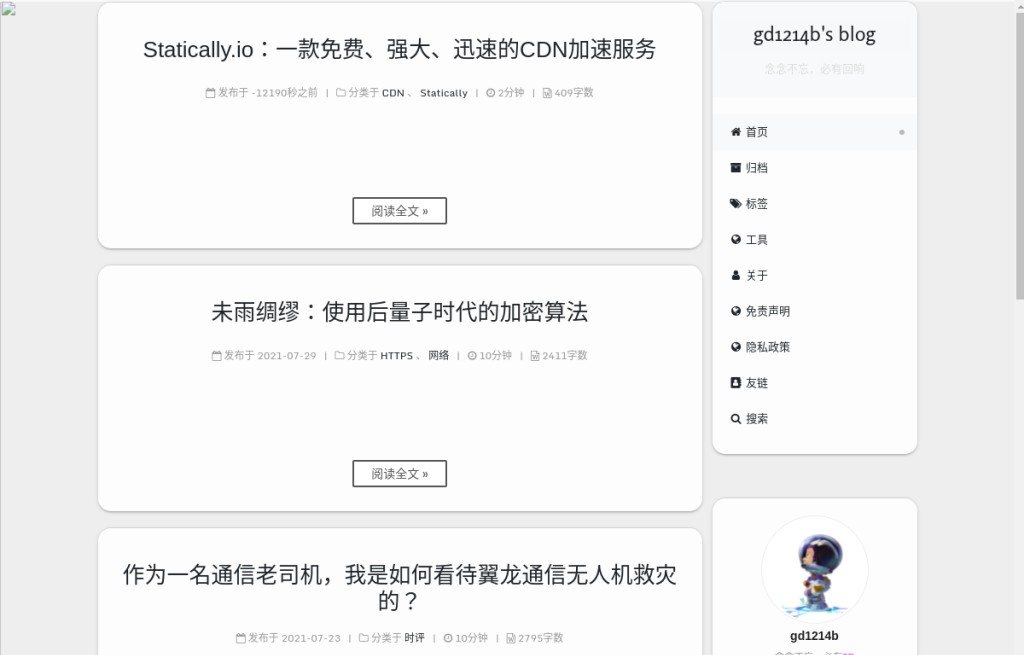 Statically.io：一款免费、强大、迅速的CDN加速服务
发布于 -12190秒之前 | 分类于 CDN 、 Statically | 2分钟 | 409字数
阅读全文 »
未雨绸缪：使用后量子时代的加密算法
发布于 2021-07-29 | 分类于 HTTPS 、 网络 | 10分钟 | 2411字数
阅读全文 »
作为一名通信老司机，我是如何看待翼龙通信无人机救灾
的？
发布于 2021-07-23 | 分类于 时评 | 10分钟 | 2795字数
gd1214b's blog
念念不忘，必有回响
首页
归档
标签
工具
关于
免责声明
隐私政策
友链
搜索
gd1214b